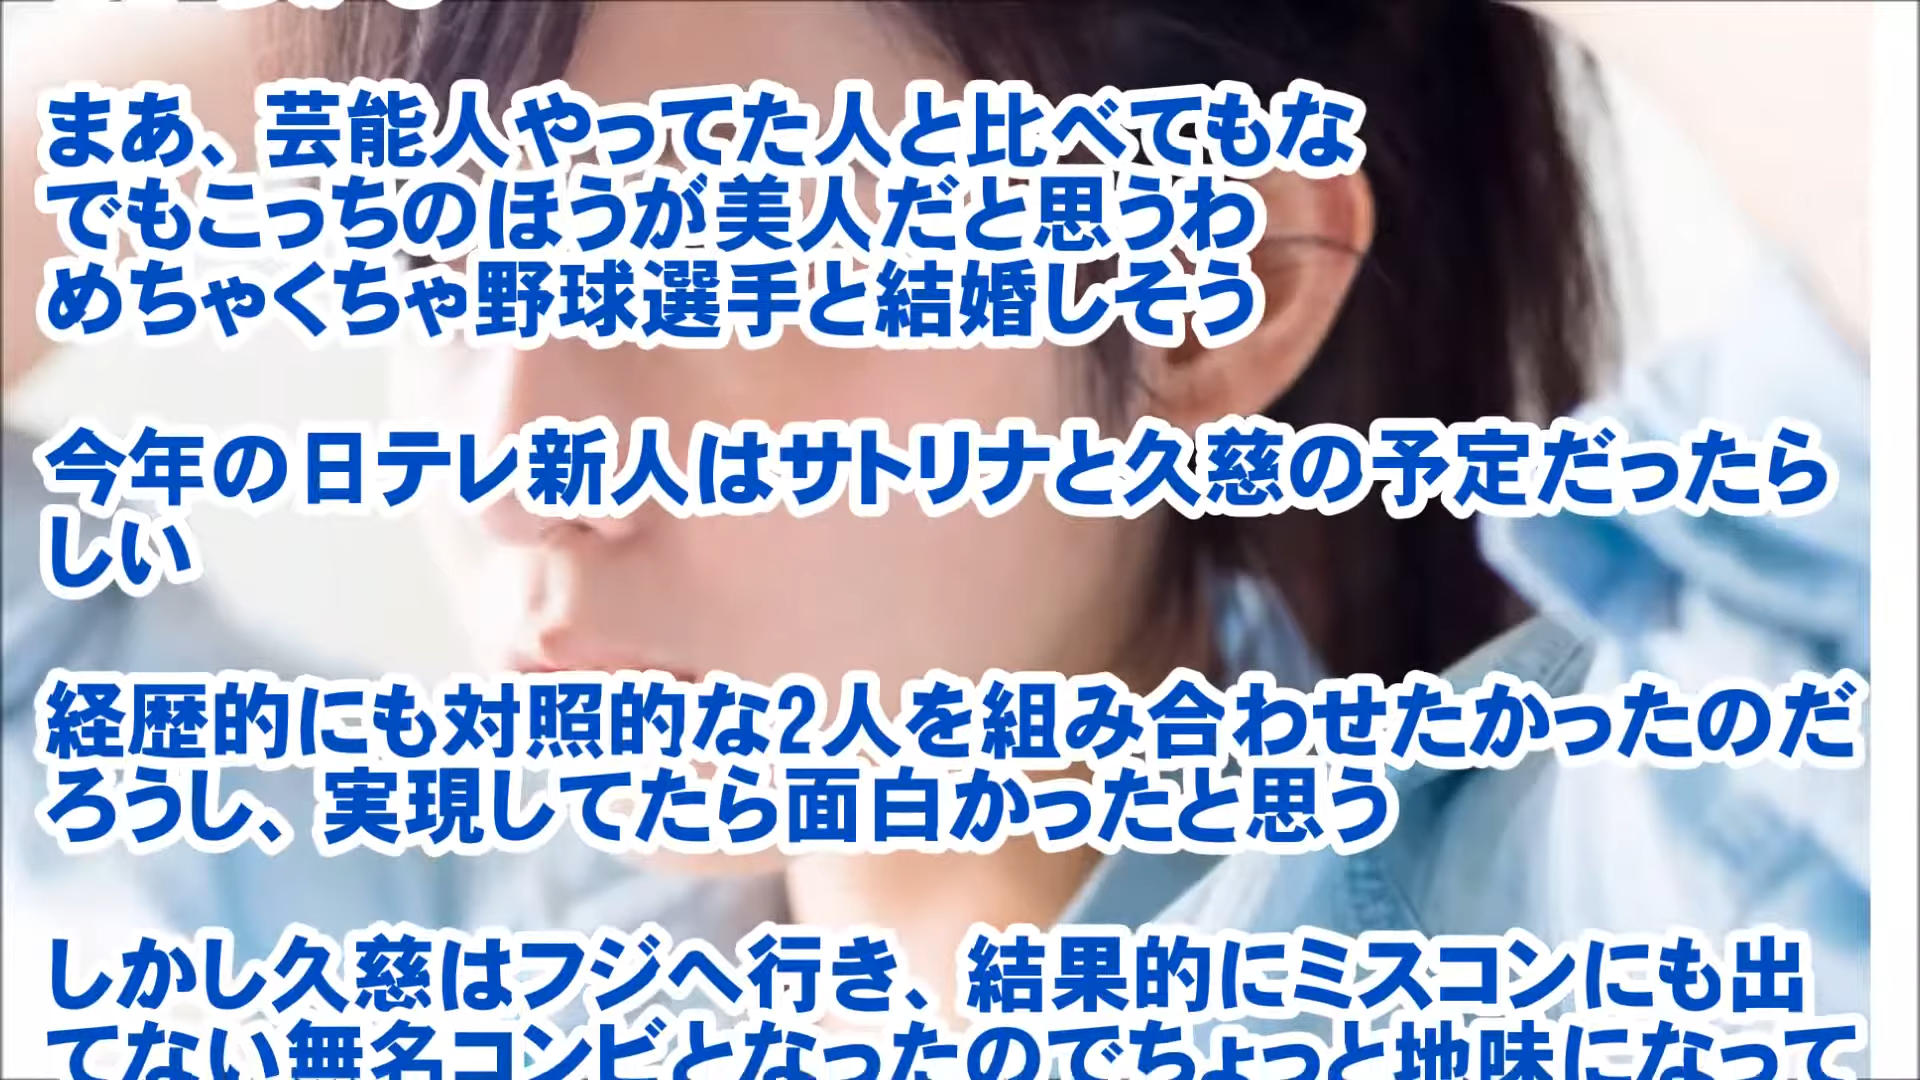 まあ、芸能人やってた人と比べてもな
でもこっちのほうが美人だと思うわ
めちゃくちゃ野球選手と結婚しそう
今年の日テレ新人はサトリナと久慈の予定だったら
しい
経歴的にも対照的な2人を組み合わせたかったのだ
ろうし、実現してたら面白かったと思う
しかし久慈はフジへ行き、結果的にミスコンにも出
てない無名コンビとなったのでちょっと地味になって